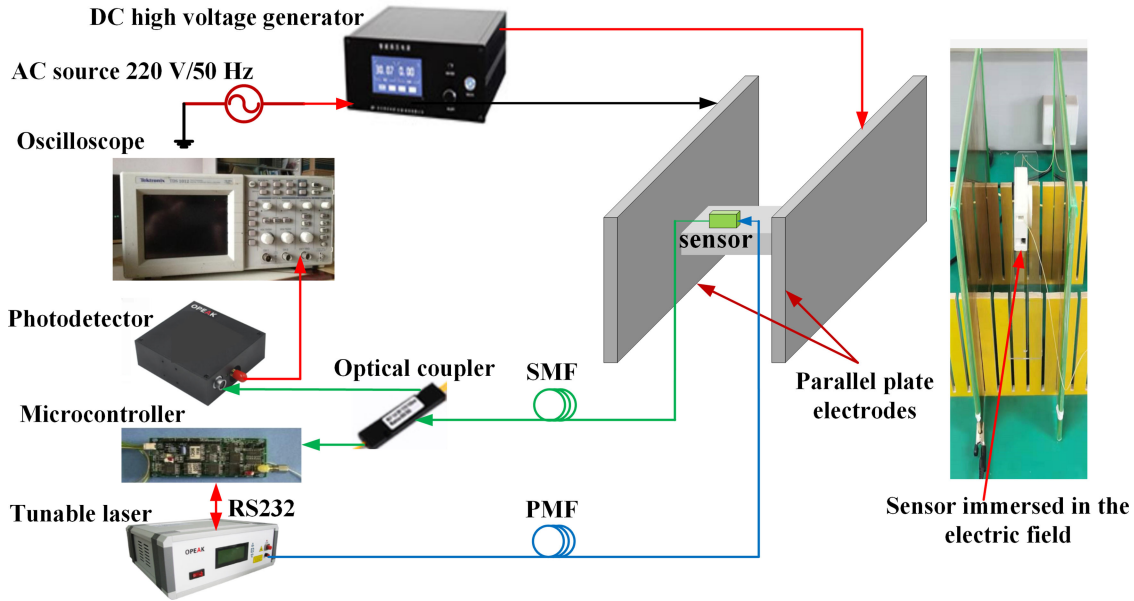 DC high voltage generator
AC source 220 V/50 Hz
Oscilloscope
Tektronix
sensor
OPEAK
Photodetector
Optical coupler
SMF
Parallel plate
electrodes
Microcontroller
Tunable laser
RS232
PMF
OPEAK
Sensor immersed in the
electric field